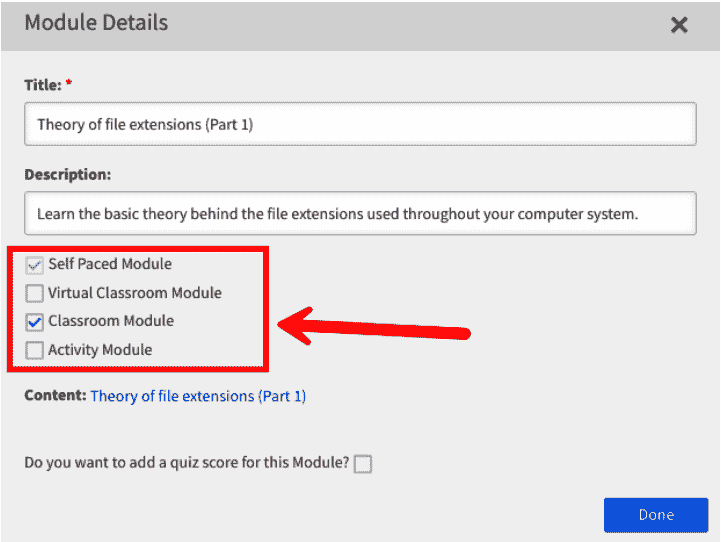 Module Details
Title: *
Theory of file extensions (Part 1)
Description:
Learn the basic theory behind the file extensions used throughout your computer system.
Self Paced Module
Virtual Classroom Module
Classroom Module
Activity Module
Content: Theory of file extensions (Part 1)
Do you want to add a quiz score for this Module?
Done